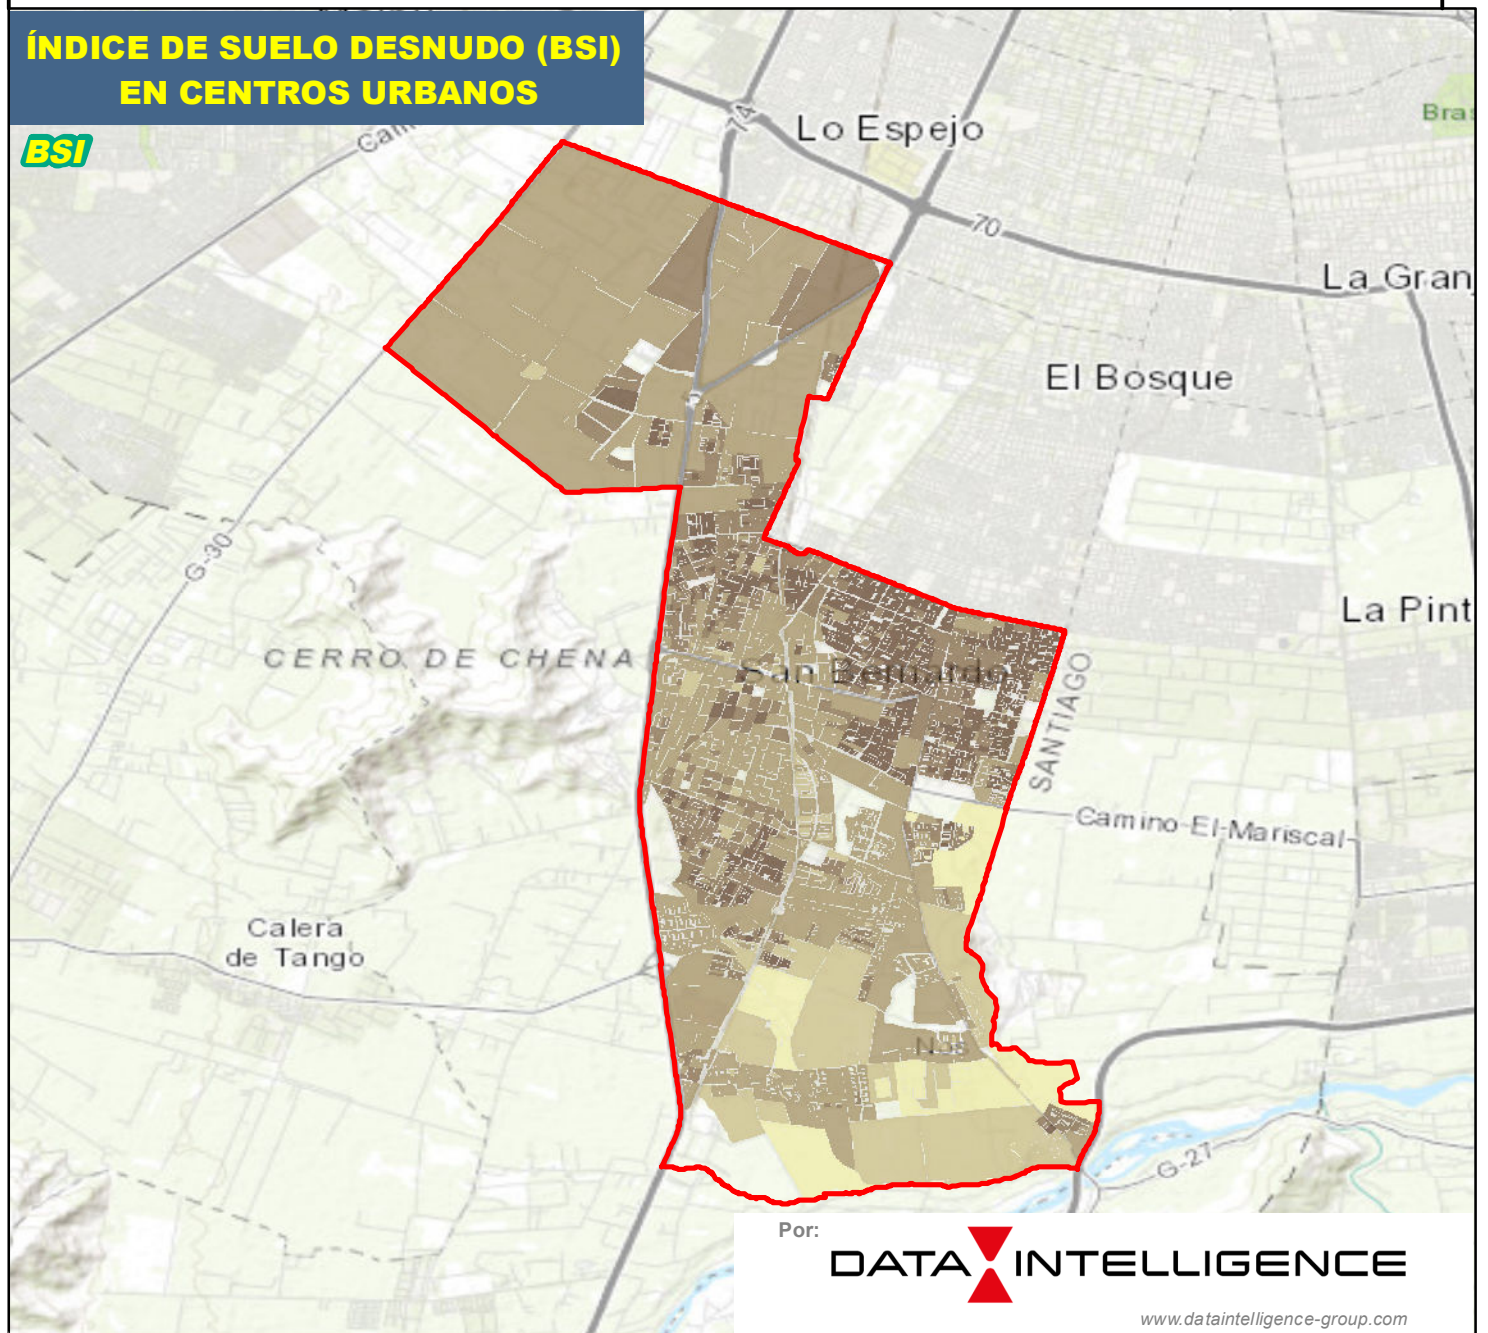 ÍNDICE DE SUELO DESNUDO (BSI)
EN CENTROS URBANOS
BSI
74
Lo Espejo
70
La Gran
El Bosque
G-30
La Pint
CERRO DE CHENA
San Bernardo
SANTIAGO
Camino El Mariscal
Calera
de Tango
Nos
G-27
Por:
DATA INTELLIGENCE
www.dataintelligence-group.com